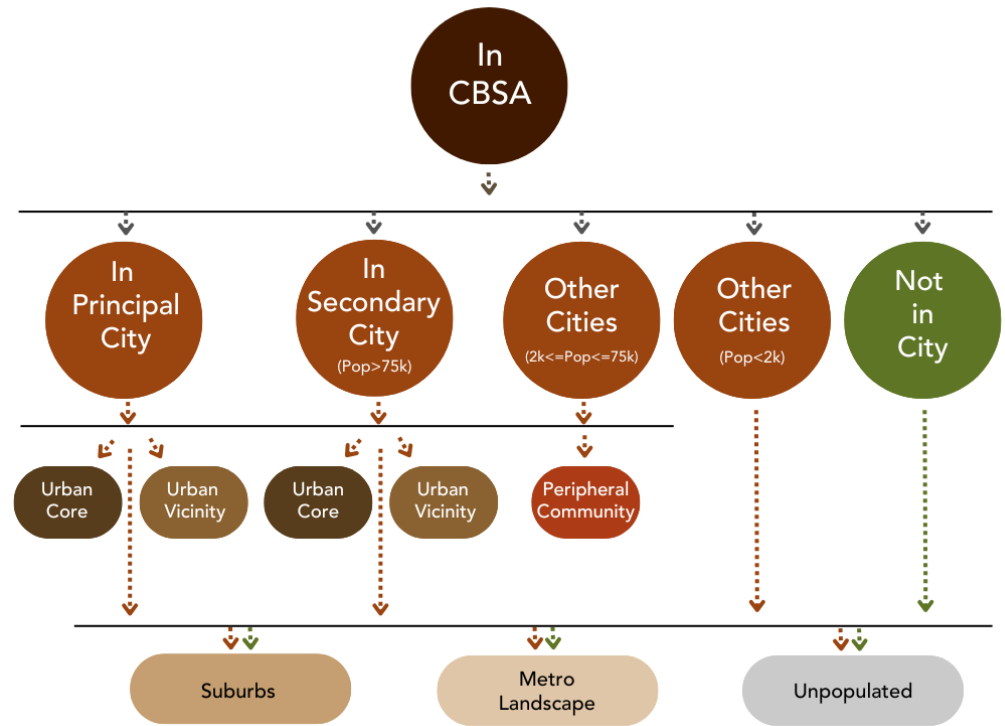 In
CBSA
In
Principal
City
In
Secondary
City
(Pop>75k)
Other
Cities
(2k<=Pop<=75k)
Other
Cities
(Pop<2k)
Not
in
City
Urban
Core
Urban
Vicinity
Urban
Core
Urban
Vicinity
Peripheral
Community
Suburbs
Metro
Landscape
Unpopulated